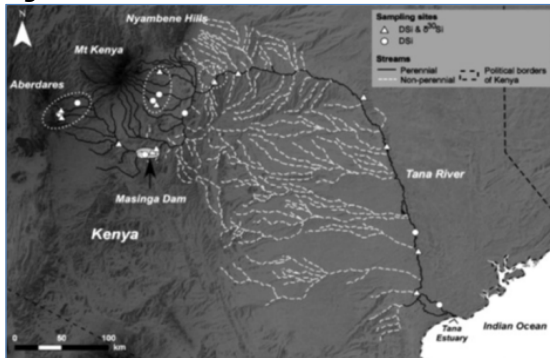 Nyambene Hills
N
Mt Kenya
Aberdares
Masinga Dam
Kenya
Tana River
Tana
Estuary
Indian Ocean
Sampling sites
DSi & δ³⁰Si
DSi
Streams
Perennial
Non-perennial
Political borders
of Kenya
0 25 50 100
km